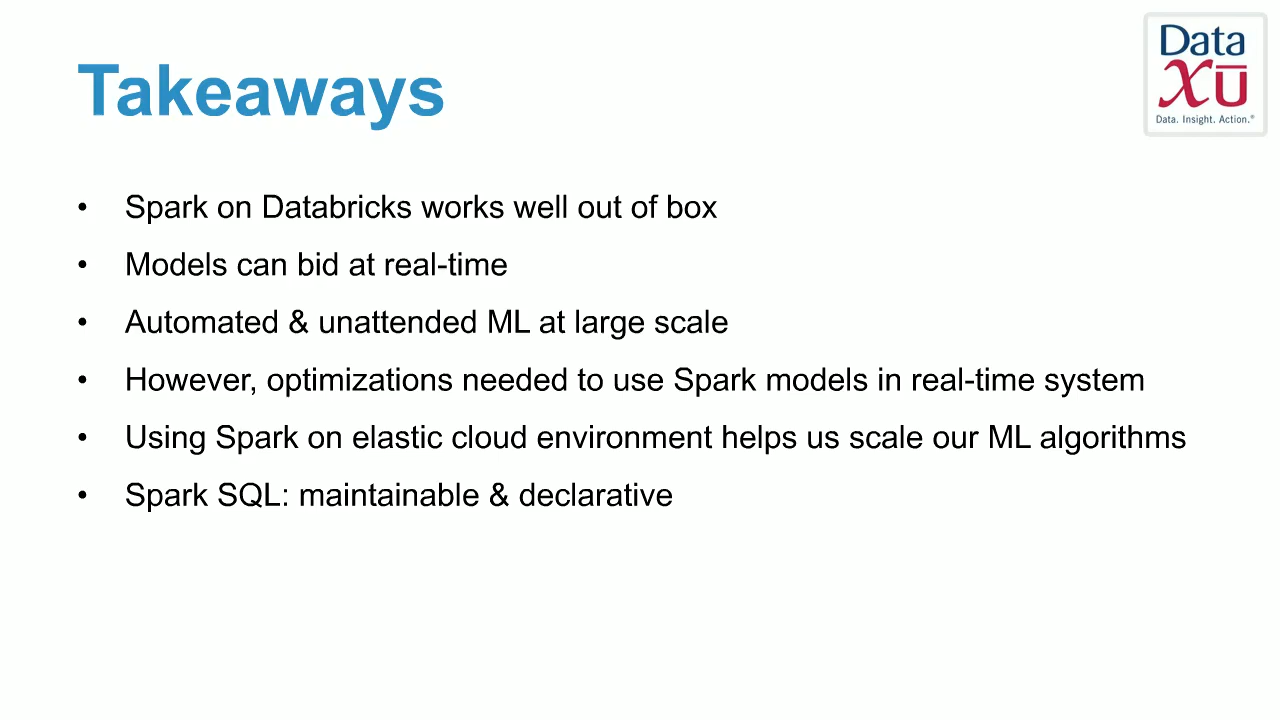 Takeaways
Data
Xū
Data. Insight. Action.®
• Spark on Databricks works well out of box
• Models can bid at real-time
• Automated & unattended ML at large scale
• However, optimizations needed to use Spark models in real-time system
• Using Spark on elastic cloud environment helps us scale our ML algorithms
• Spark SQL: maintainable & declarative